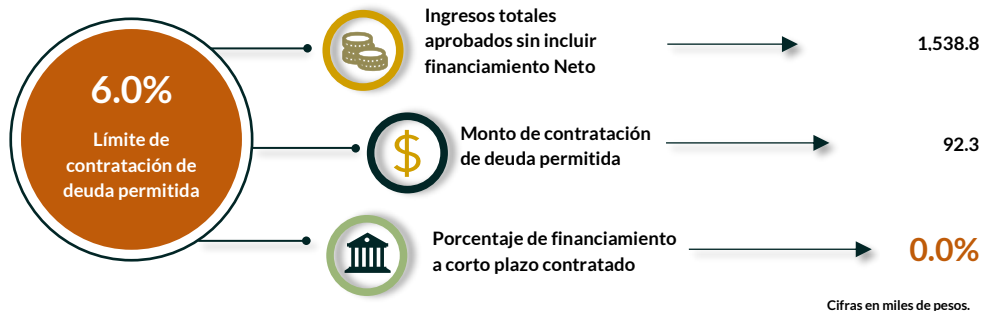 6.0%
Límite de
contratación de
deuda permitida
Ingresos totales
aprobados sin incluir
financiamiento Neto
1,538.8
$
Monto de contratación
de deuda permitida
92.3
Porcentaje de financiamiento
a corto plazo contratado
0.0%
Cifras en miles de pesos.